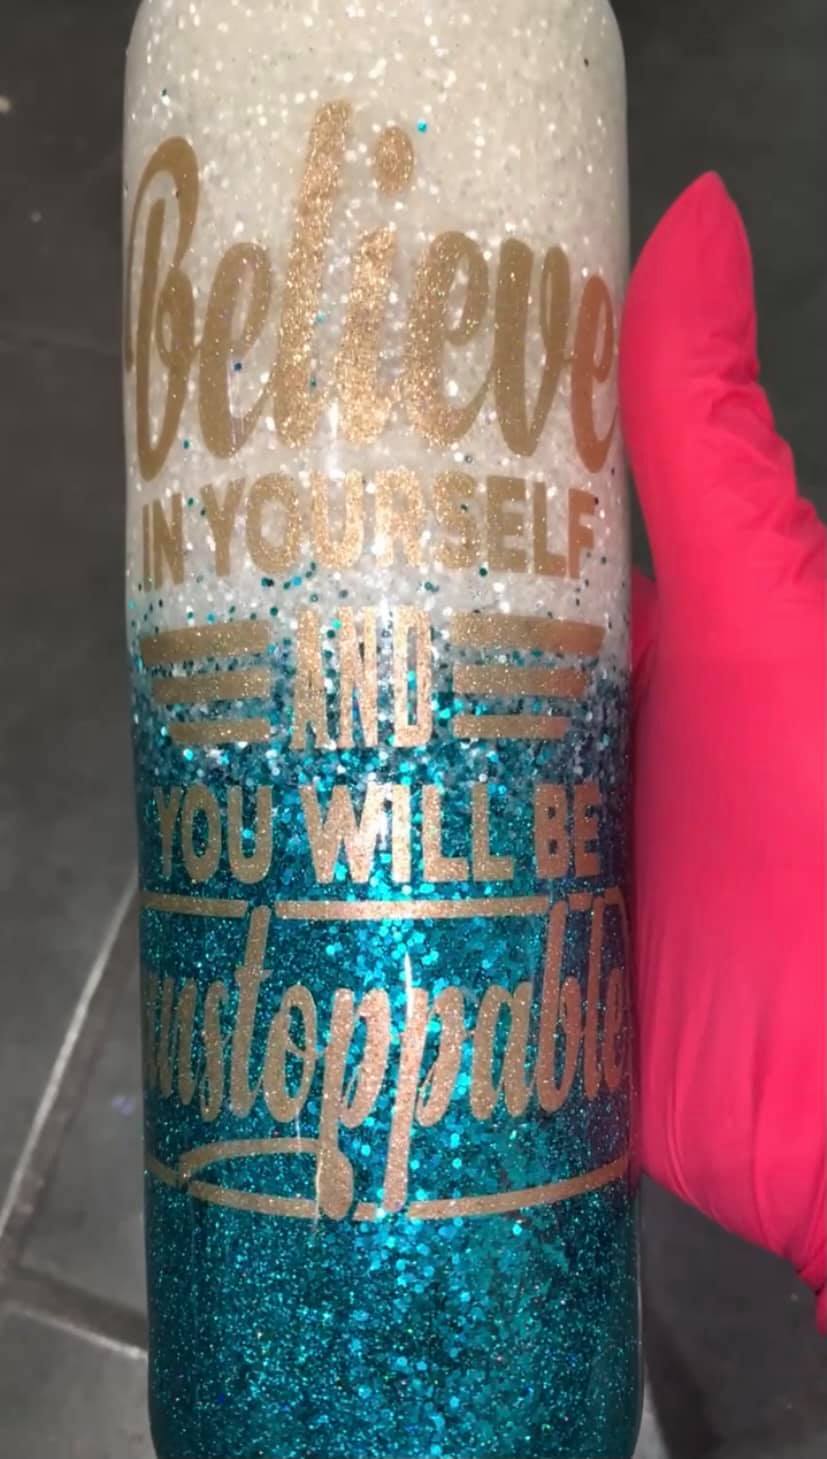 Believe
IN YOURSELF
AND
YOU WILL BE
unstoppable